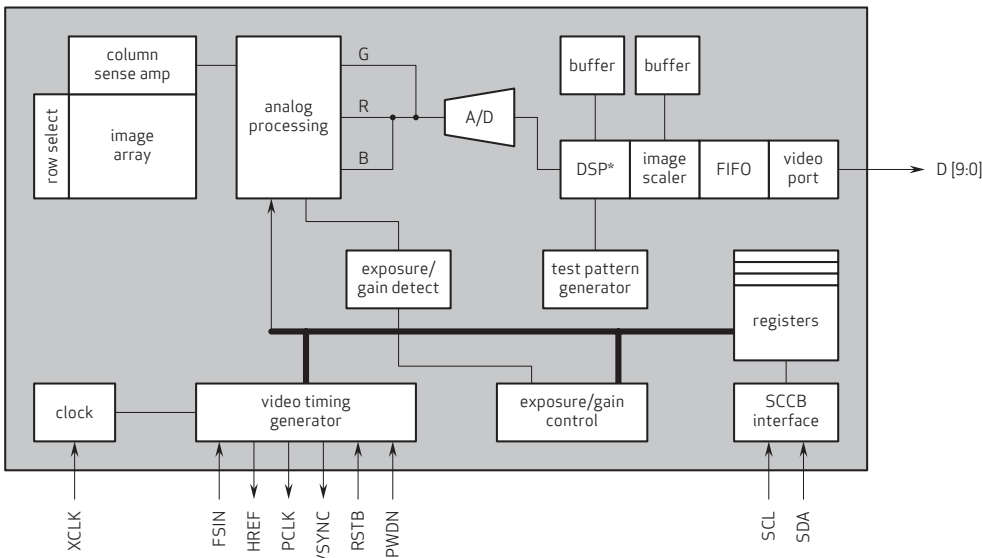 column
sense amp
row select
image
array
analog
processing
G
R
B
A/D
buffer
buffer
DSP*
image
scaler
FIFO
video
port
D [9:0]
exposure/
gain detect
test pattern
generator
registers
clock
video timing
generator
exposure/gain
control
SCCB
interface
XCLK
FSIN
HREF
PCLK
VSYNC
RSTB
PWDN
SCL
SDA